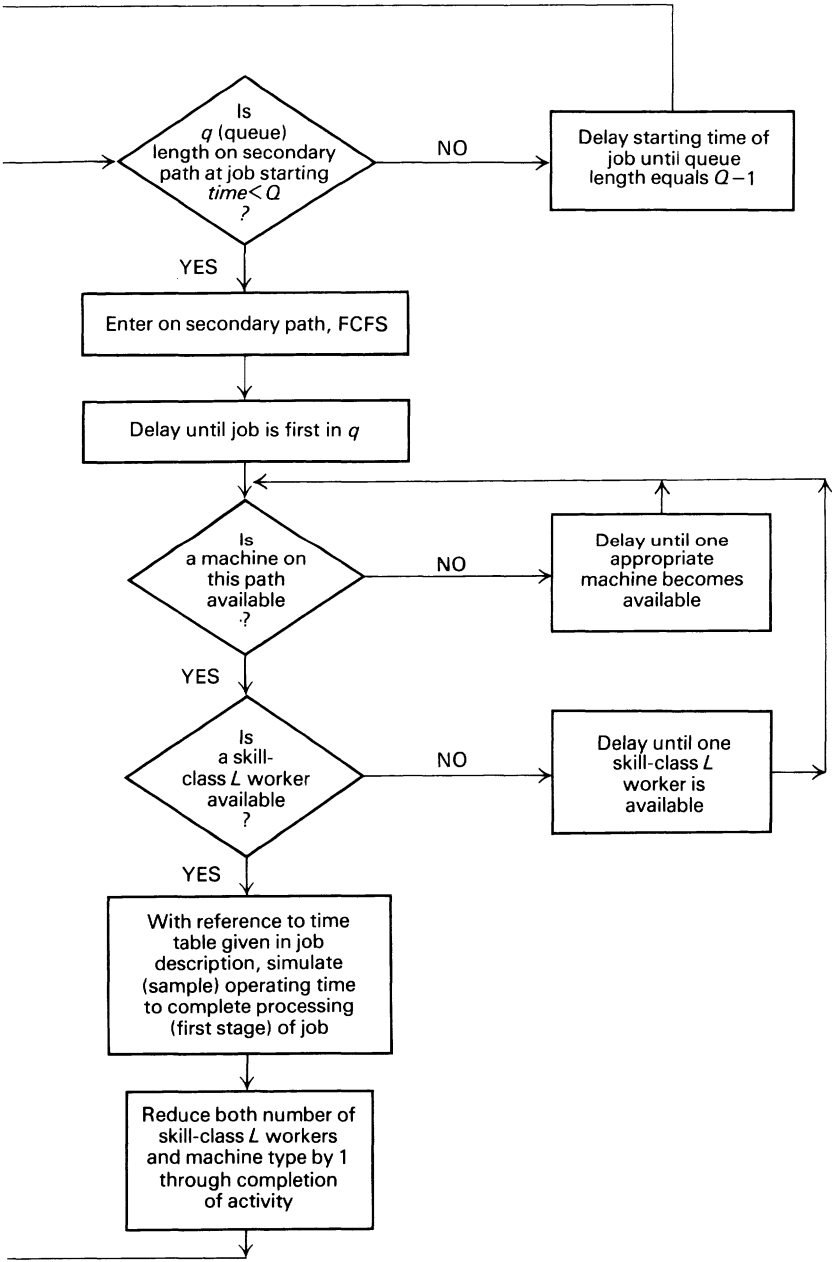 Is
q (queue)
length on secondary
path at job starting
time< Q
?
NO
Delay starting time of
job until queue
length equals Q−1
YES
Enter on secondary path, FCFS
Delay until job is first in q
Is
a machine on
this path
available
?
NO
Delay until one
appropriate
machine becomes
available
YES
Is
a skill-
class L worker
available
?
NO
Delay until one
skill-class L
worker is
available
YES
With reference to time
table given in job
description, simulate
(sample) operating time
to complete processing
(first stage) of job
Reduce both number of
skill-class L workers
and machine type by 1
through completion
of activity